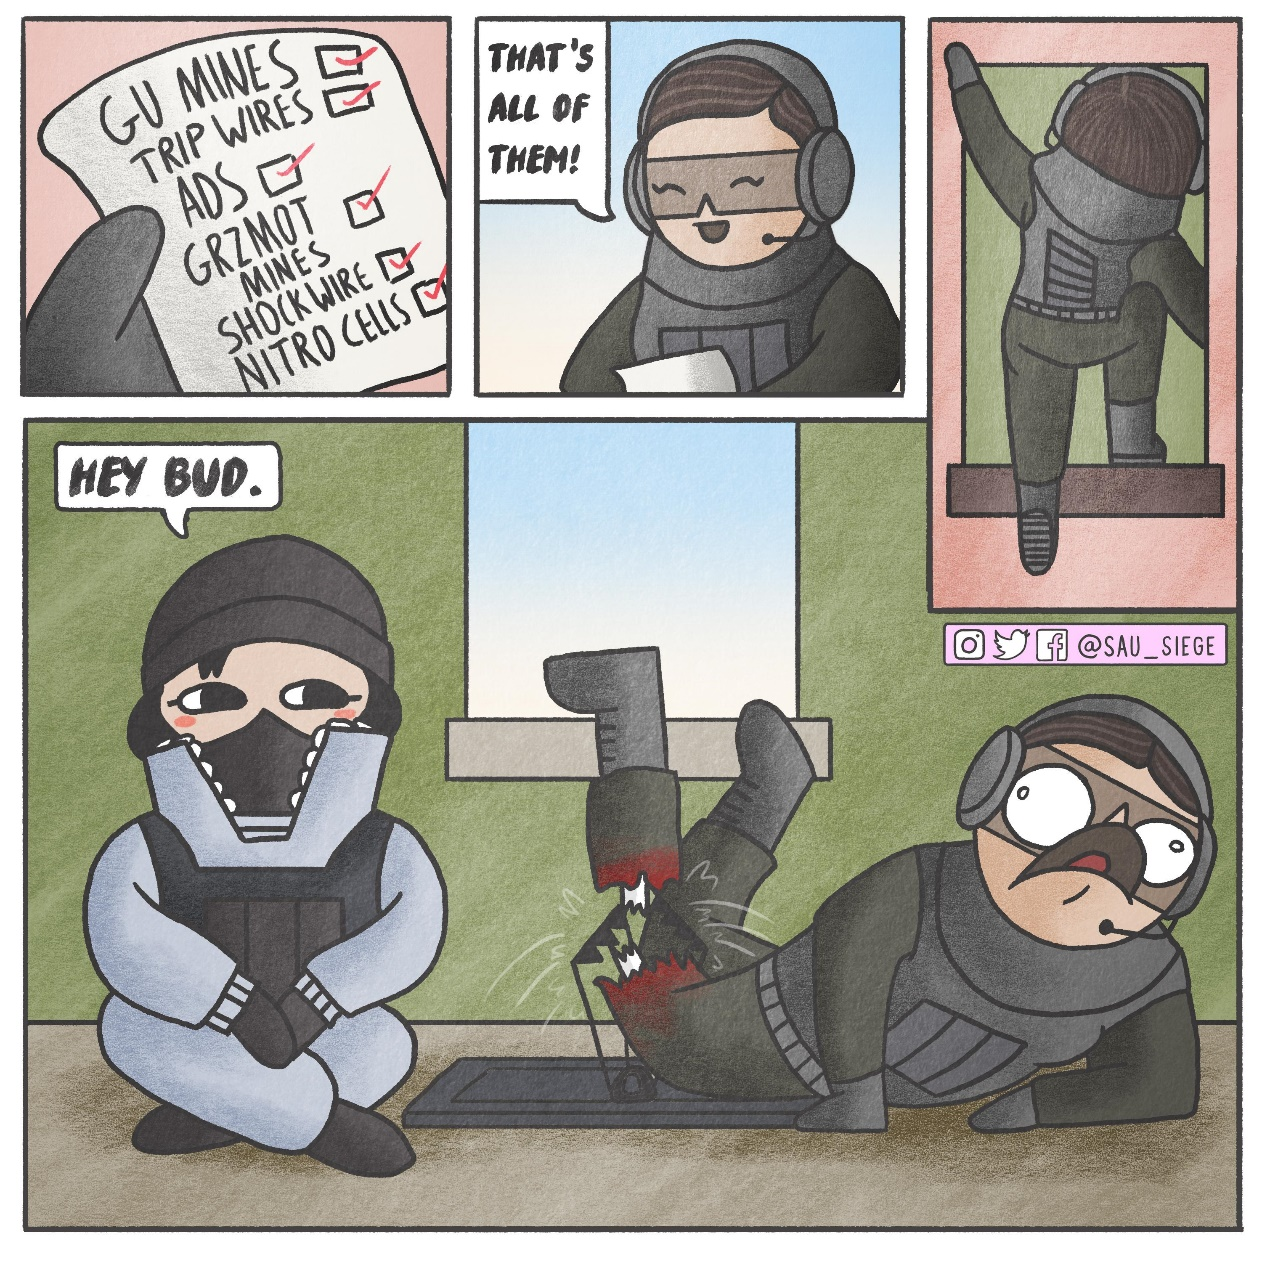 GU MINES
TRIP WIRES
ADS
GRZMOT
MINES
SHOCKWIRE
NITRO CELLS
THAT'S
ALL OF
THEM!
HEY BUD.
@SAU_SIEGE